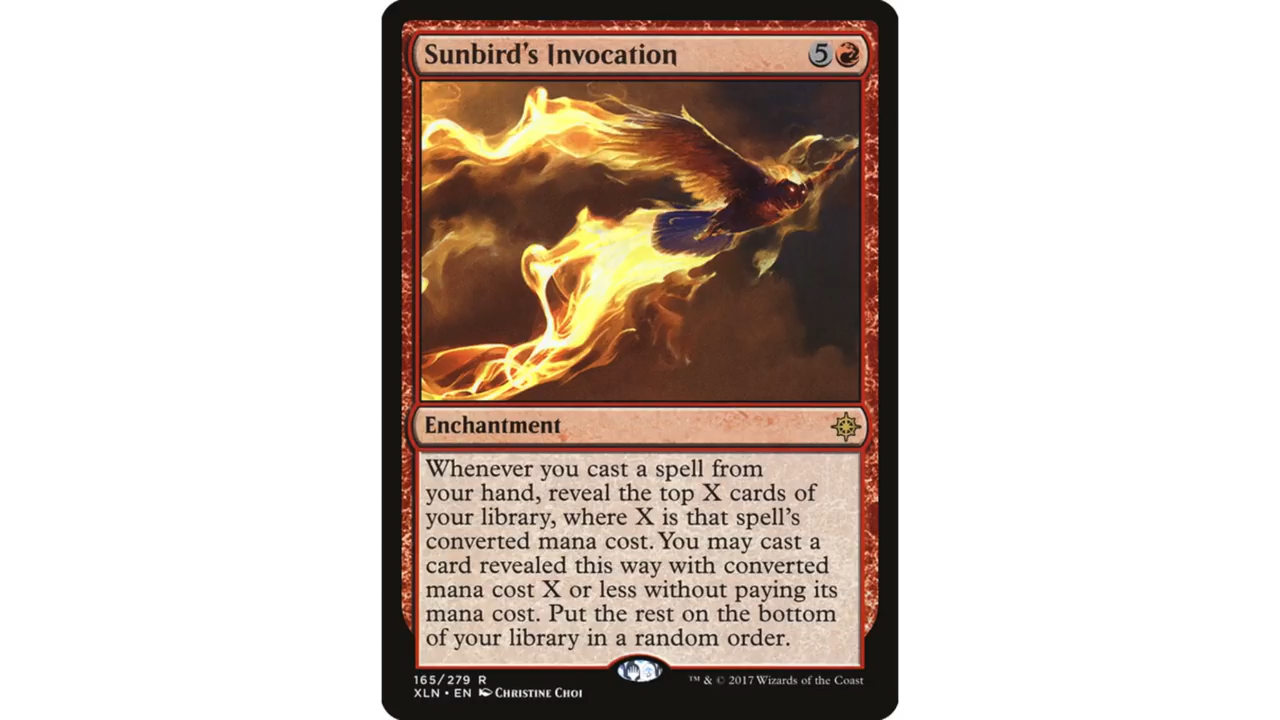 Sunbird's Invocation 5
Enchantment
Whenever you cast a spell from
your hand, reveal the top X cards of
your library, where X is that spell's
converted mana cost. You may cast a
card revealed this way with converted
mana cost X or less without paying its
mana cost. Put the rest on the bottom
of your library in a random order.
165/279 R
XLN • EN Christine Choi
™ & © 2017 Wizards of the Coast